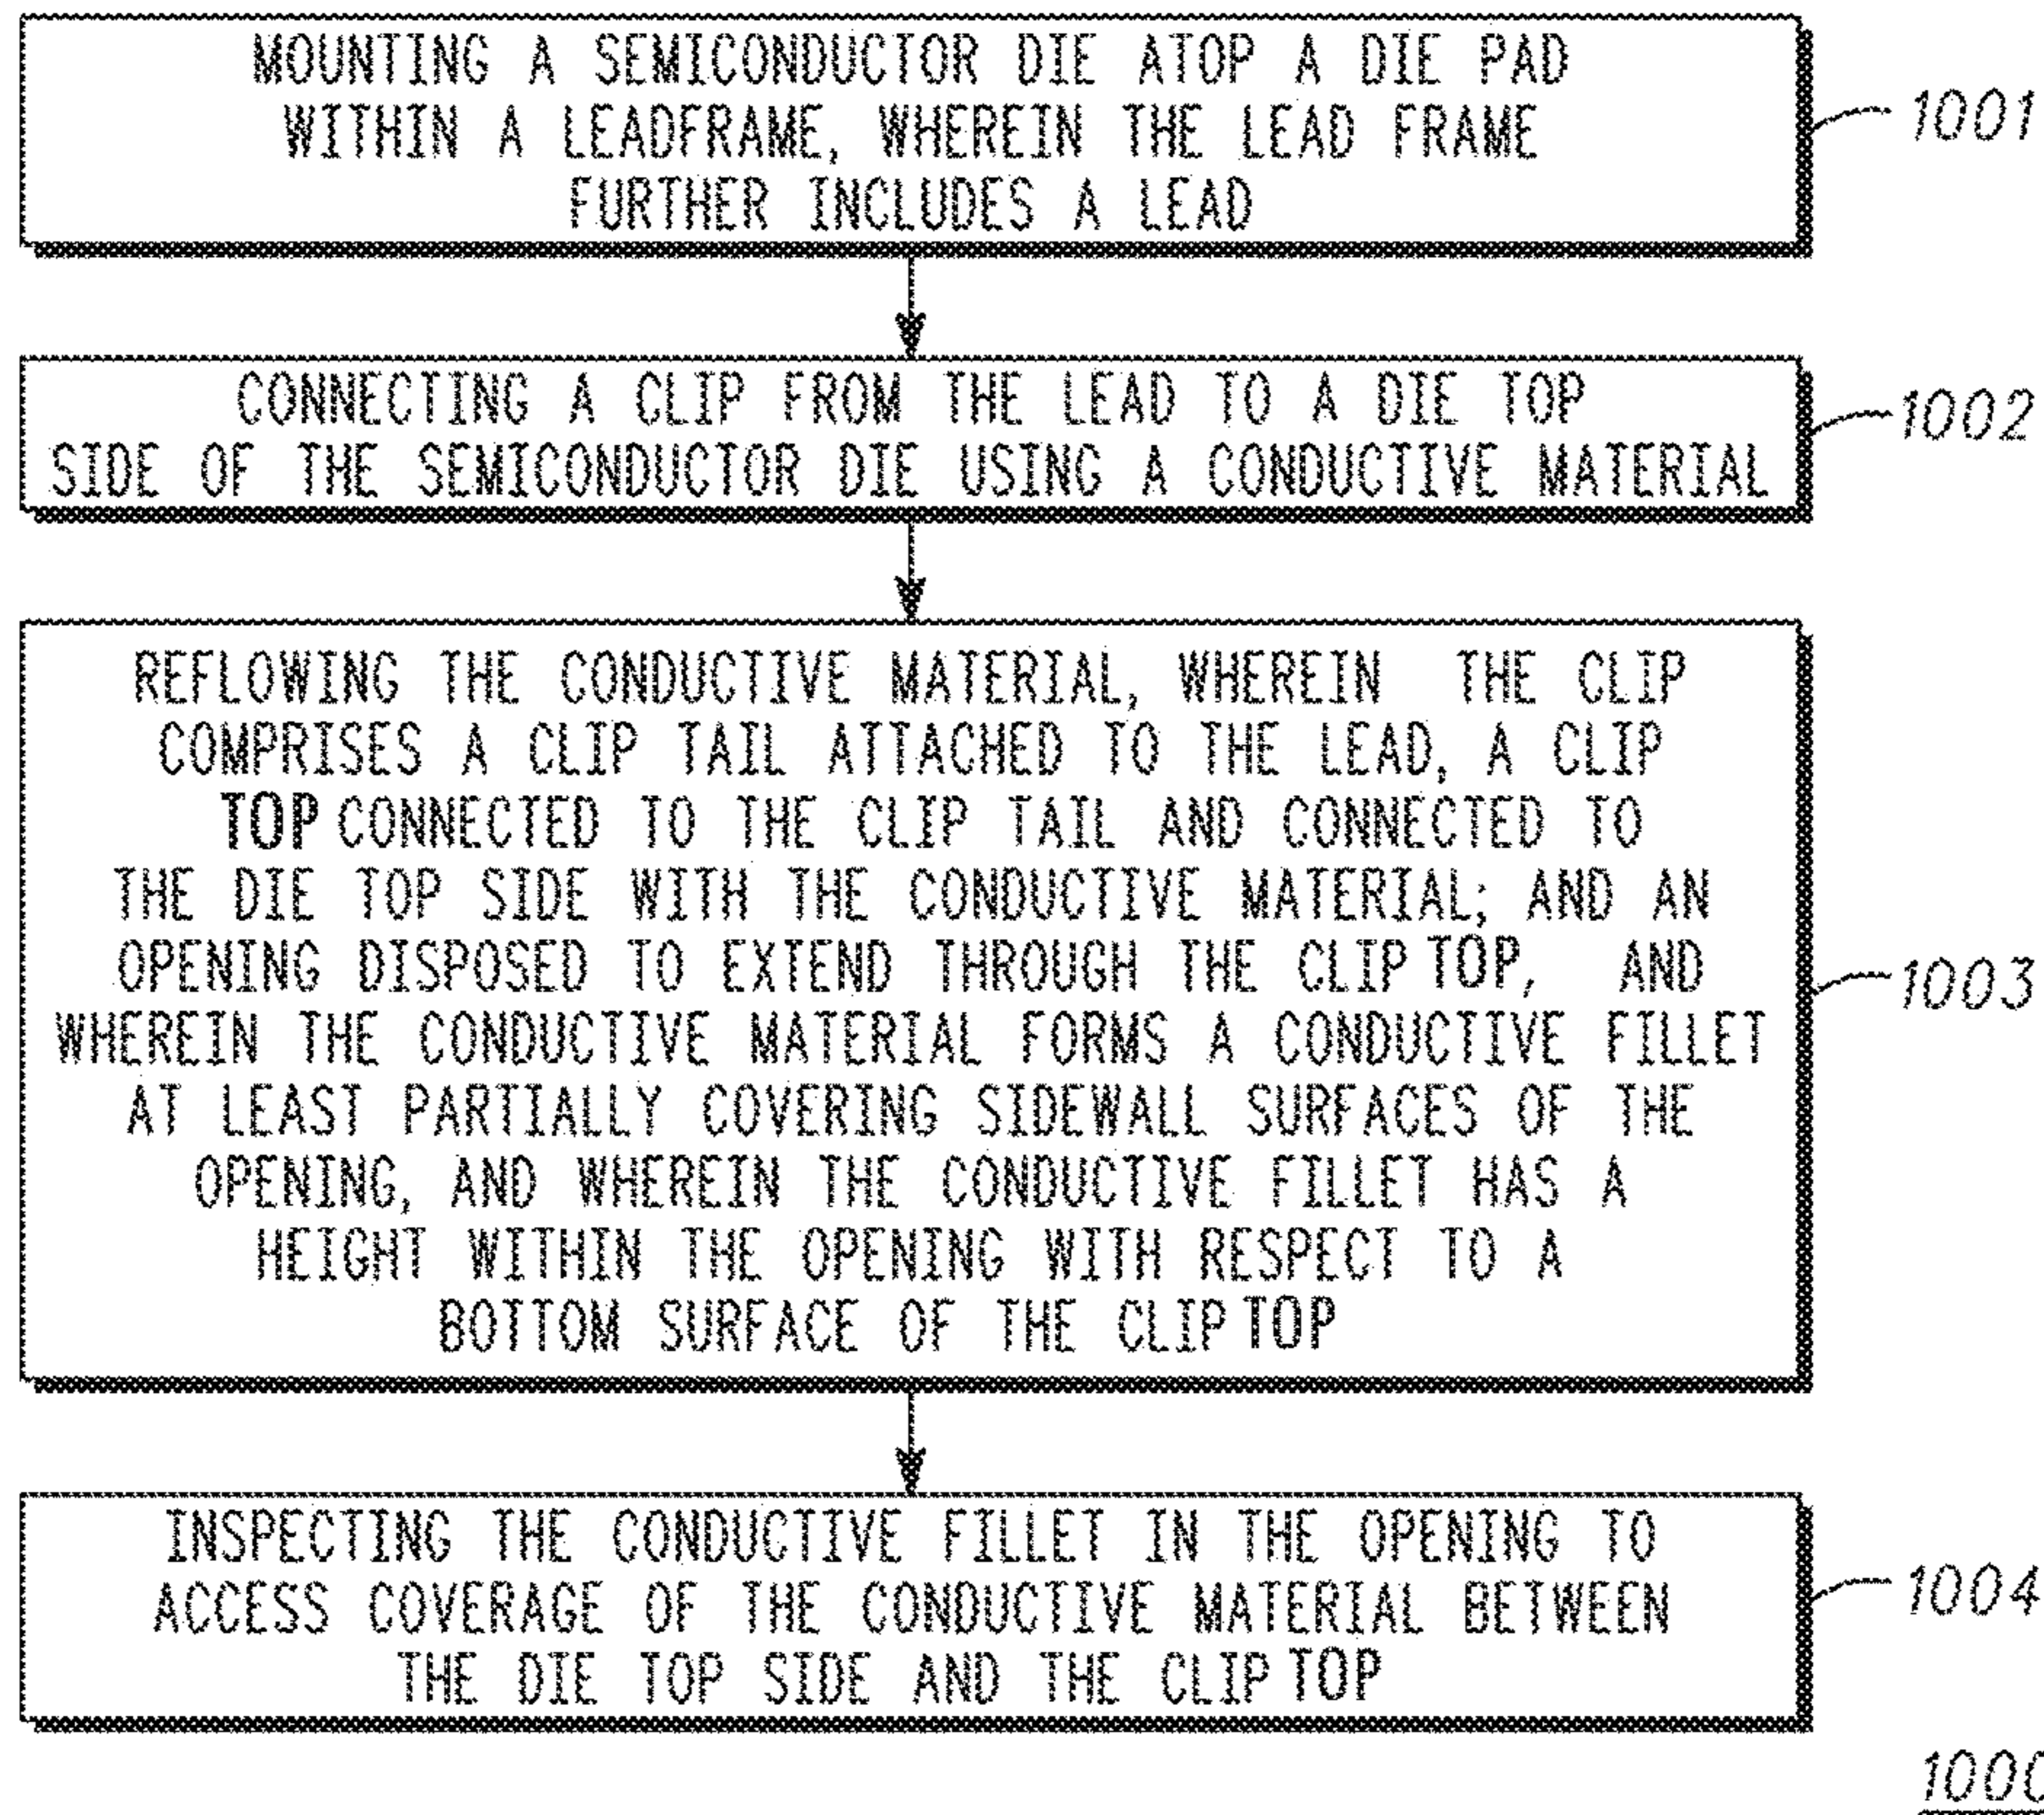 MOUNTING A SEMICONDUCTOR DIE ATOP A DIE PAD
WITHIN A LEADFRAME, WHEREIN THE LEAD FRAME
FURTHER INCLUDES A LEAD
1001
CONNECTING A CLIP FROM THE LEAD TO A DIE TOP
SIDE OF THE SEMICONDUCTOR DIE USING A CONDUCTIVE MATERIAL
1002
REFLOWING THE CONDUCTIVE MATERIAL, WHEREIN THE CLIP
COMPRISES A CLIP TAIL ATTACHED TO THE LEAD, A CLIP
TOP CONNECTED TO THE CLIP TAIL AND CONNECTED TO
THE DIE TOP SIDE WITH THE CONDUCTIVE MATERIAL; AND AN
OPENING DISPOSED TO EXTEND THROUGH THE CLIP TOP, AND
WHEREIN THE CONDUCTIVE MATERIAL FORMS A CONDUCTIVE FILLET
AT LEAST PARTIALLY COVERING SIDEWALL SURFACES OF THE
OPENING, AND WHEREIN THE CONDUCTIVE FILLET HAS A
HEIGHT WITHIN THE OPENING WITH RESPECT TO A
BOTTOM SURFACE OF THE CLIP TOP
1003
INSPECTING THE CONDUCTIVE FILLET IN THE OPENING TO
ACCESS COVERAGE OF THE CONDUCTIVE MATERIAL BETWEEN
THE DIE TOP SIDE AND THE CLIP TOP
1004
1000